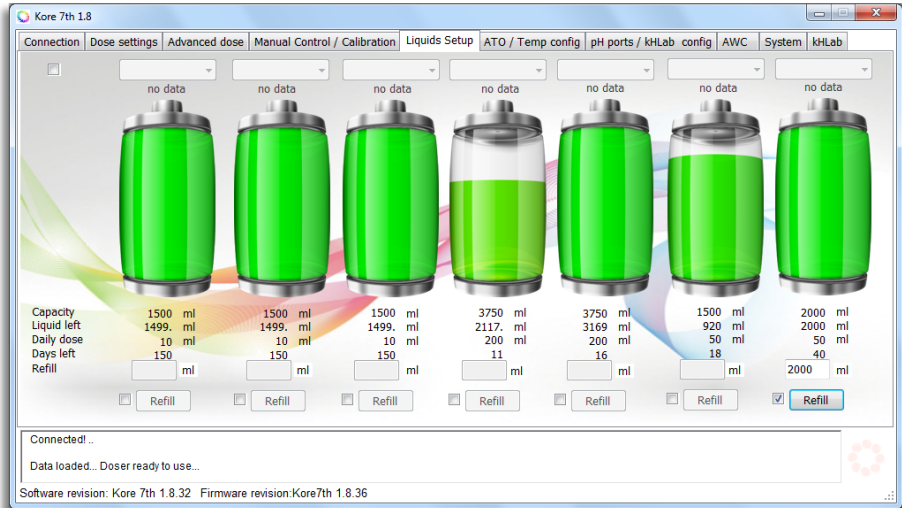 Kore 7th 1.8
Connection Dose settings Advanced dose Manual Control / Calibration Liquids Setup ATO / Temp config pH ports / kHLab config AWC System kHLab
no data no data no data no data no data no data no data
Capacity 1500 ml 1500 ml 1500 ml 3750 ml 3750 ml 1500 ml 2000 ml
Liquid left 1499. ml 1499. ml 1499. ml 2117. ml 3169 ml 920 ml 2000 ml
Daily dose 10 ml 10 ml 10 ml 200 ml 200 ml 50 ml 50 ml
Days left 150 150 150 11 16 18 40
Refill ml ml ml ml ml ml 2000 ml
Refill Refill Refill Refill Refill Refill Refill
Connected! ..
Data loaded... Doser ready to use...
Software revision: Kore 7th 1.8.32 Firmware revision:Kore7th 1.8.36